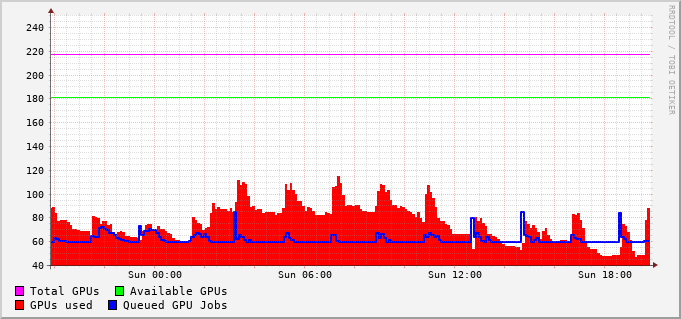 240
220
200
180
160
140
120
100
80
60
40
Sun 00:00 Sun 06:00 Sun 12:00 Sun 18:00
Total GPUs Available GPUs
GPUs used Queued GPU Jobs
RRDTOOL / TOBI OETIKER